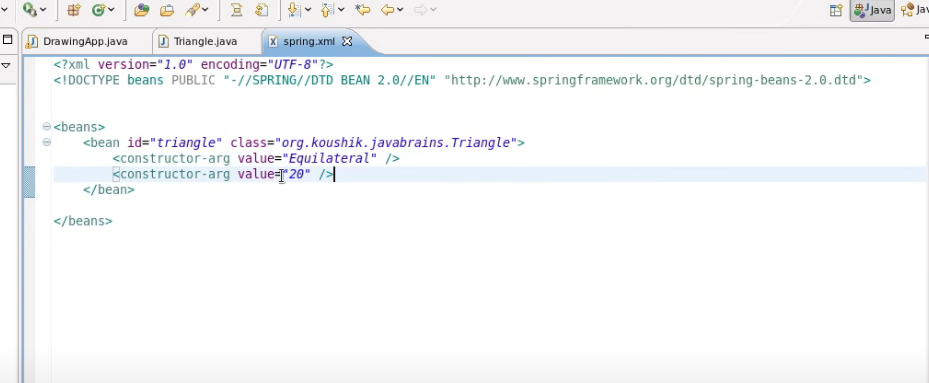 Java
Jav
DrawingApp.java
Triangle.java
spring.xml
<?xml version="1.0" encoding="UTF-8"?>
<!DOCTYPE beans PUBLIC "-//SPRING//DTD BEAN 2.0//EN" "http://www.springframework.org/dtd/spring-beans-2.0.dtd">
<beans>
<bean id="triangle" class="org.koushik.javabrains.Triangle">
<constructor-arg value="Equilateral" />
<constructor-arg value="20" />
</bean>
</beans>